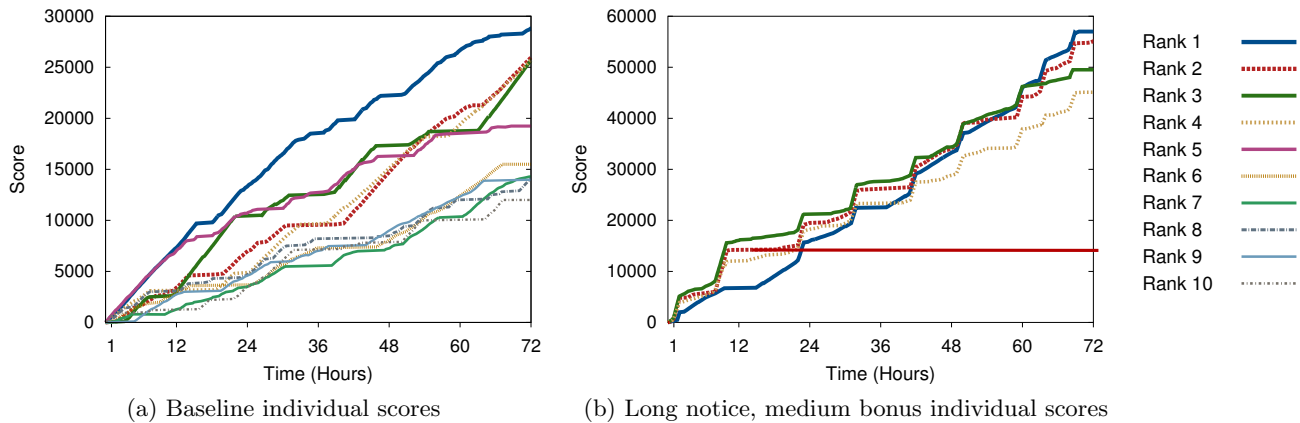 30000
25000
20000
15000
10000
5000
0
Score
1 12 24 36 48 60 72
Time (Hours)
(a) Baseline individual scores
60000
50000
40000
30000
20000
10000
0
Score
1 12 24 36 48 60 72
Time (Hours)
(b) Long notice, medium bonus individual scores
Rank 1
Rank 2
Rank 3
Rank 4
Rank 5
Rank 6
Rank 7
Rank 8
Rank 9
Rank 10